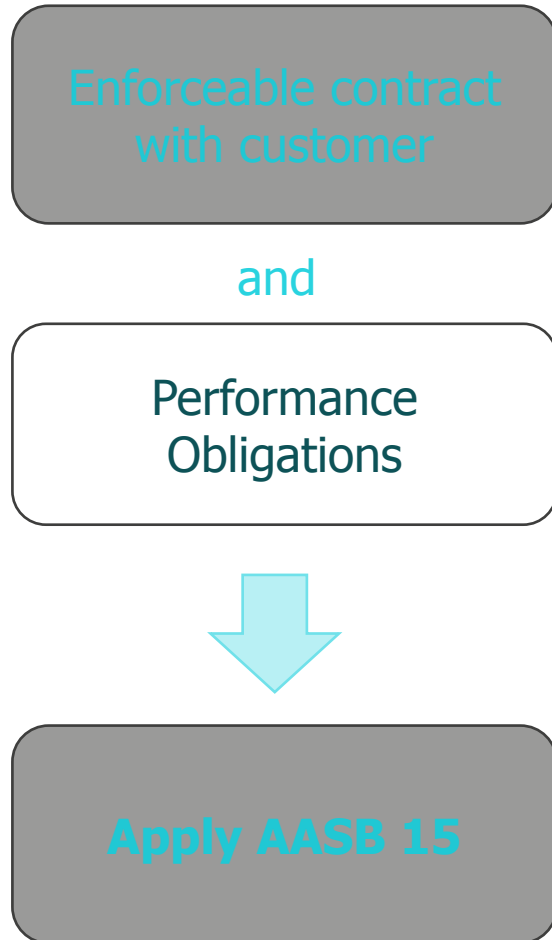 Enforceable contract
with customer
and
Performance
Obligations
Apply AASB 15